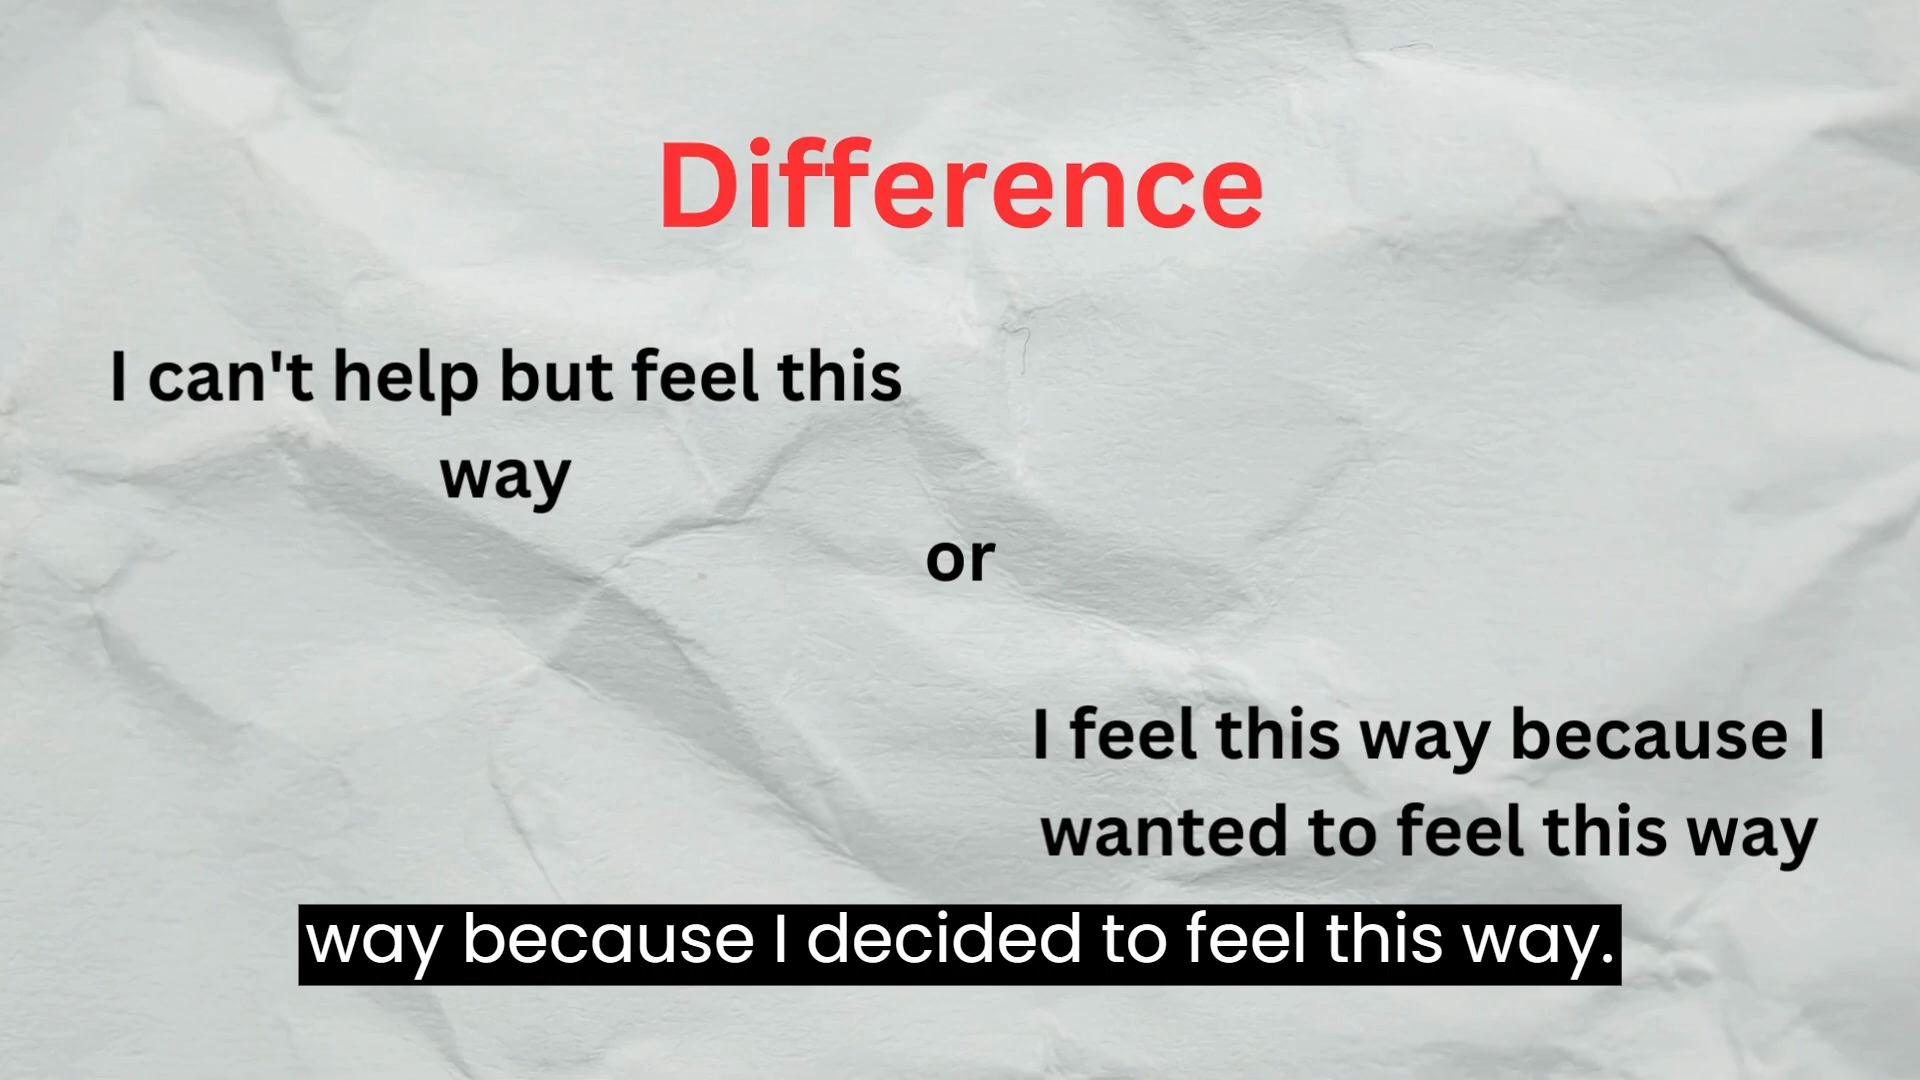 Difference
I can't help but feel this
way
or
I feel this way because I
wanted to feel this way
way because I decided to feel this way.